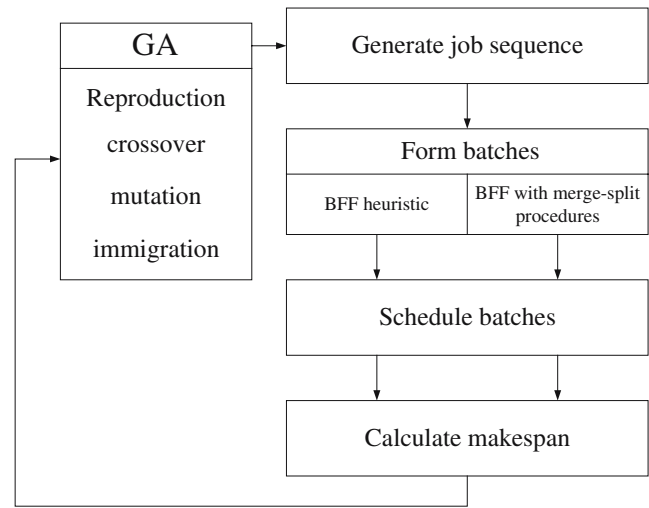 GA
Reproduction
crossover
mutation
immigration
Generate job sequence
Form batches
BFF heuristic
BFF with merge-split
procedures
Schedule batches
Calculate makespan